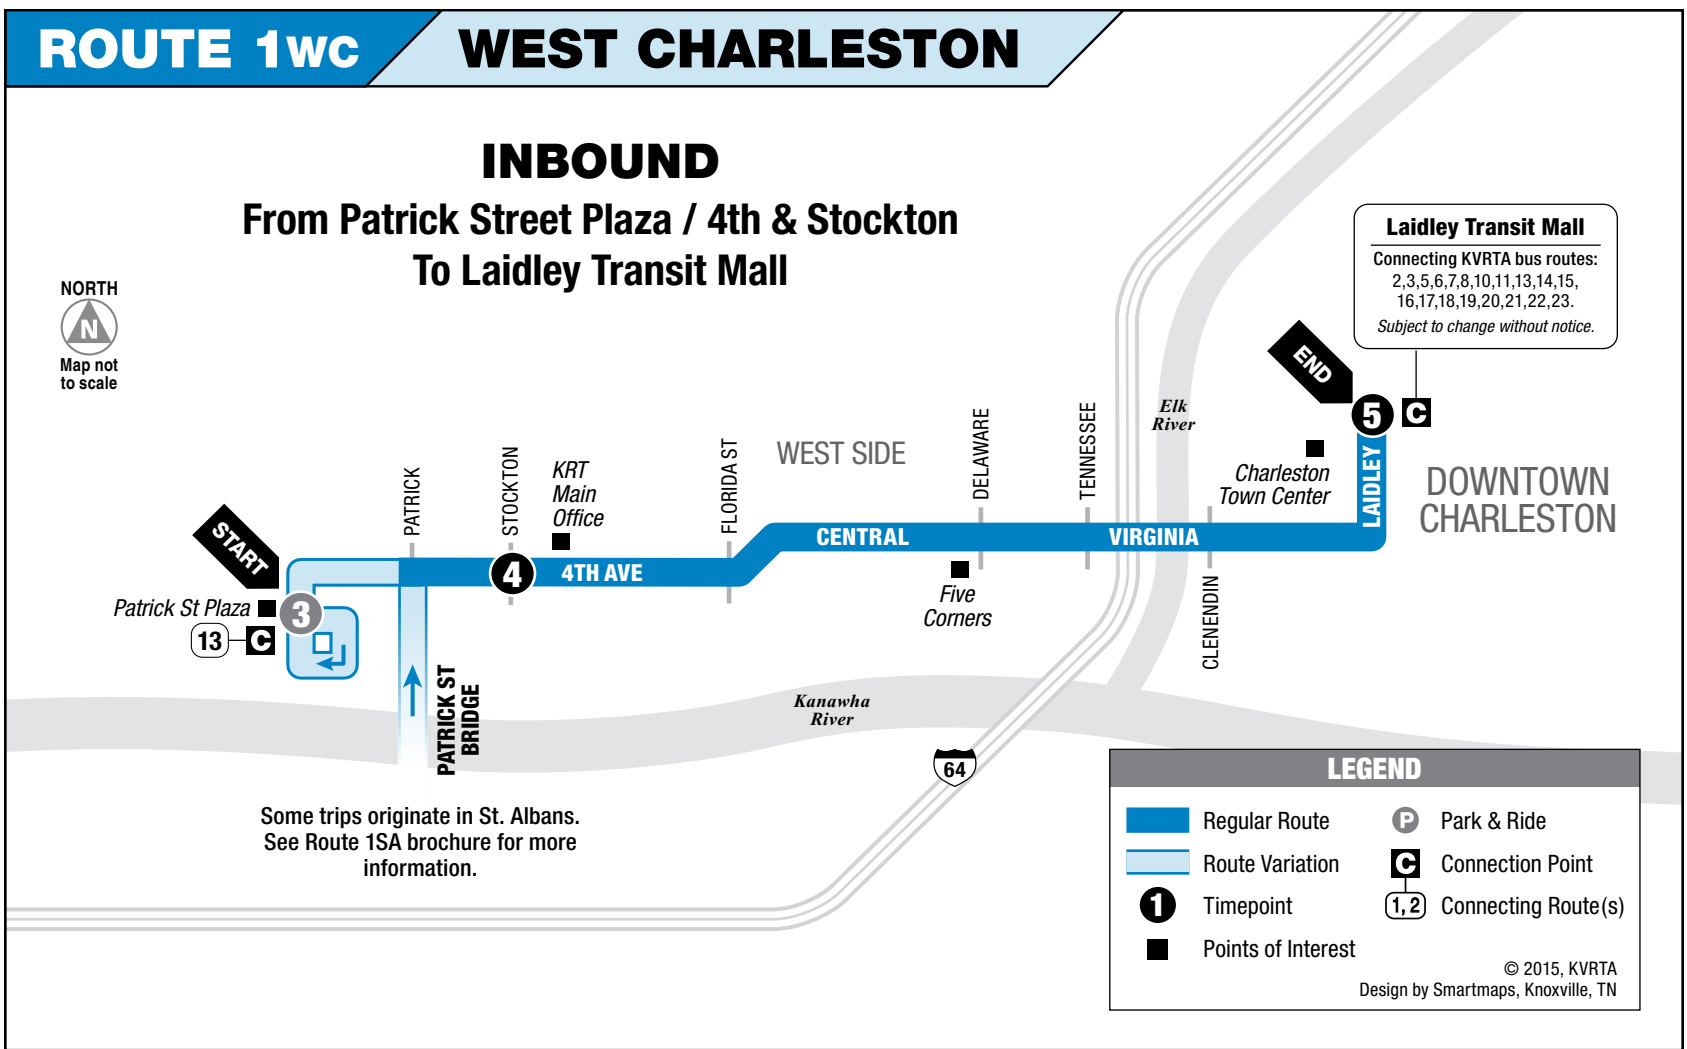 ROUTE 1WC
WEST CHARLESTON
INBOUND
From Patrick Street Plaza / 4th & Stockton
To Laidley Transit Mall
NORTH
N
Map not
to scale
Laidley Transit Mall
Connecting KVRTA bus routes:
2,3,5,6,7,8,10,11,13,14,15,
16,17,18,19,20,21,22,23.
Subject to change without notice.
END
5
C
LAIDLEY
Charleston
Town Center
DOWNTOWN
CHARLESTON
Elk
River
WEST SIDE
START
Patrick St Plaza
3
13
C
PATRICK
STOCKTON
KRT
Main
Office
FLORIDA ST
DELAWARE
TENNESSEE
4
4TH AVE
CENTRAL
VIRGINIA
CLENENDIN
Five
Corners
PATRICK ST
BRIDGE
Kanawha
River
64
Some trips originate in St. Albans.
See Route 1SA brochure for more
information.
LEGEND
Regular Route
P Park & Ride
Route Variation
C Connection Point
1 Timepoint
1,2 Connecting Route(s)
Points of Interest
© 2015, KVRTA
Design by Smartmaps, Knoxville, TN